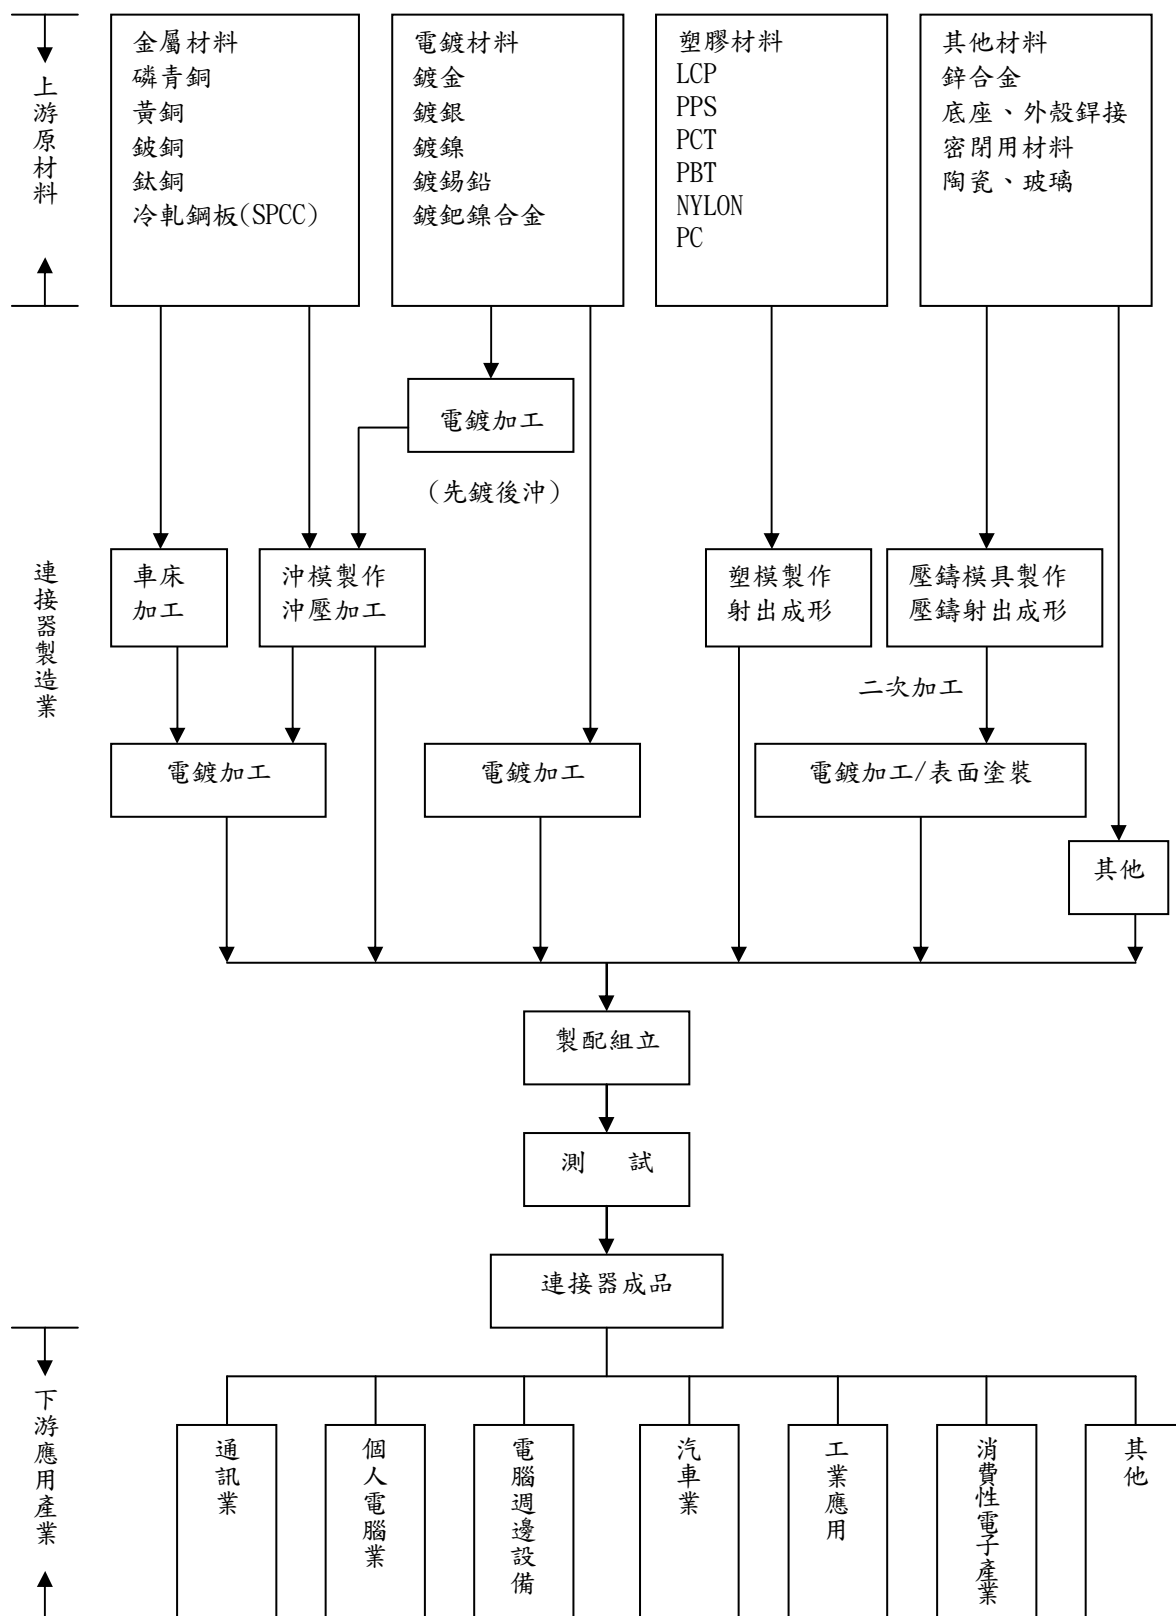 上游原材料
金屬材料
磷青銅
黃銅
鈹銅
鈦銅
冷軋鋼板(SPCC)
電鍍材料
鍍金
鍍銀
鍍鎳
鍍錫鉛
鍍鈀鎳合金
塑膠材料
LCP
PPS
PCT
PBT
NYLON
PC
其他材料
鋅合金
底座、外殼銲接
密閉用材料
陶瓷、玻璃
連接器製造業
電鍍加工
(先鍍後沖)
車床
加工
沖模製作
沖壓加工
塑模製作
射出成形
壓鑄模具製作
壓鑄射出成形
二次加工
電鍍加工
電鍍加工
電鍍加工/表面塗裝
其他
製配組立
測 試
連接器成品
下游應用產業
通訊業
個人電腦業
電腦週邊設備
汽車業
工業應用
消費性電子產業
其他